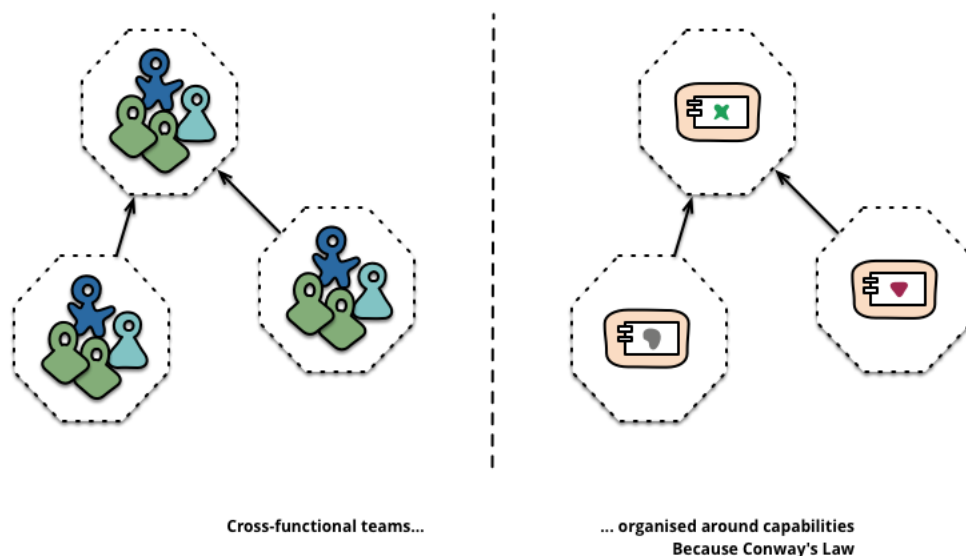 Cross-functional teams...
... organised around capabilities
Because Conway's Law